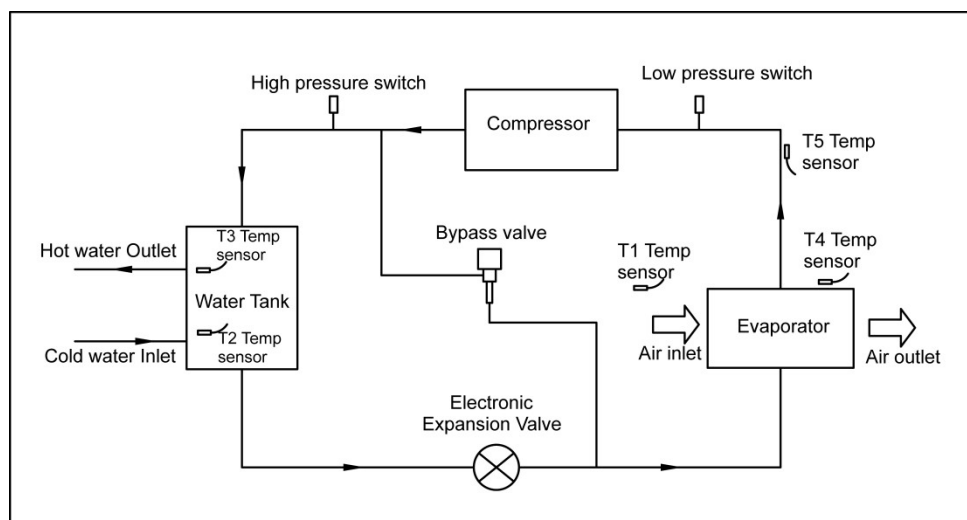 High pressure switch
Low pressure switch
Compressor
T5 Temp
sensor
Hot water Outlet
T3 Temp
sensor
Bypass valve
T1 Temp
sensor
T4 Temp
sensor
Water Tank
Evaporator
T2 Temp
sensor
Cold water Inlet
Air inlet
Air outlet
Electronic
Expansion Valve